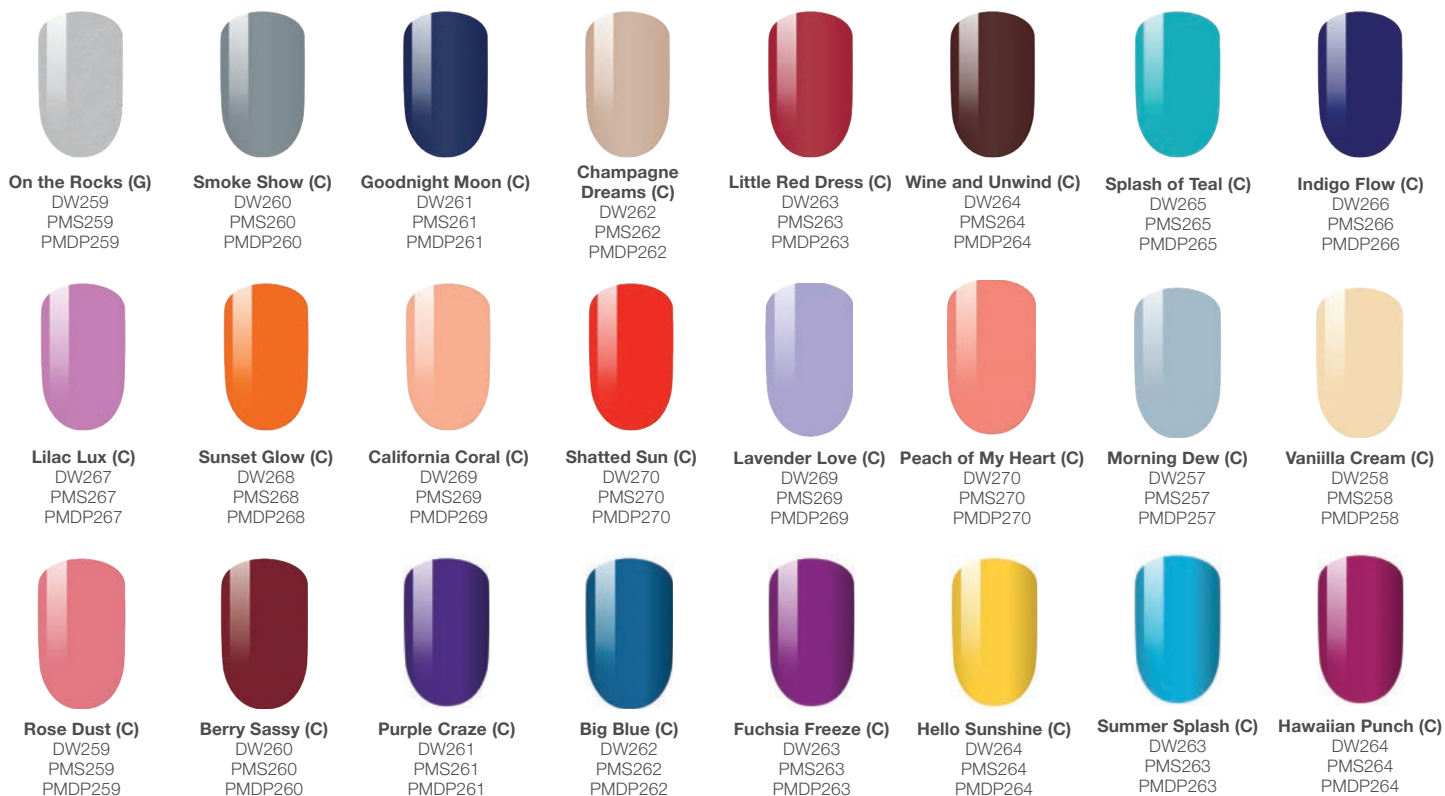 On the Rocks (G)
DW259
PMS259
PMDP259
Smoke Show (C)
DW260
PMS260
PMDP260
Goodnight Moon (C)
DW261
PMS261
PMDP261
Champagne
Dreams (C)
DW262
PMS262
PMDP262
Little Red Dress (C)
DW263
PMS263
PMDP263
Wine and Unwind (C)
DW264
PMS264
PMDP264
Splash of Teal (C)
DW265
PMS265
PMDP265
Indigo Flow (C)
DW266
PMS266
PMDP266
Lilac Lux (C)
DW267
PMS267
PMDP267
Sunset Glow (C)
DW268
PMS268
PMDP268
California Coral (C)
DW269
PMS269
PMDP269
Shatted Sun (C)
DW270
PMS270
PMDP270
Lavender Love (C)
DW269
PMS269
PMDP269
Peach of My Heart (C)
DW270
PMS270
PMDP270
Morning Dew (C)
DW257
PMS257
PMDP257
Vaniilla Cream (C)
DW258
PMS258
PMDP258
Rose Dust (C)
DW259
PMS259
PMDP259
Berry Sassy (C)
DW260
PMS260
PMDP260
Purple Craze (C)
DW261
PMS261
PMDP261
Big Blue (C)
DW262
PMS262
PMDP262
Fuchsia Freeze (C)
DW263
PMS263
PMDP263
Hello Sunshine (C)
DW264
PMS264
PMDP264
Summer Splash (C)
DW263
PMS263
PMDP263
Hawaiian Punch (C)
DW264
PMS264
PMDP264